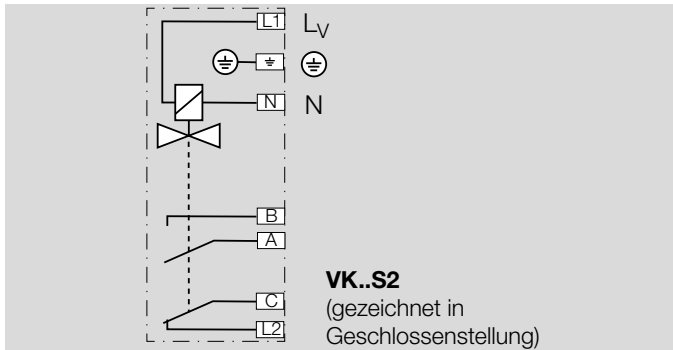 L1 LV
N N
B
A
VK..S2
C (gezeichnet in
L2 Geschlossenstellung)